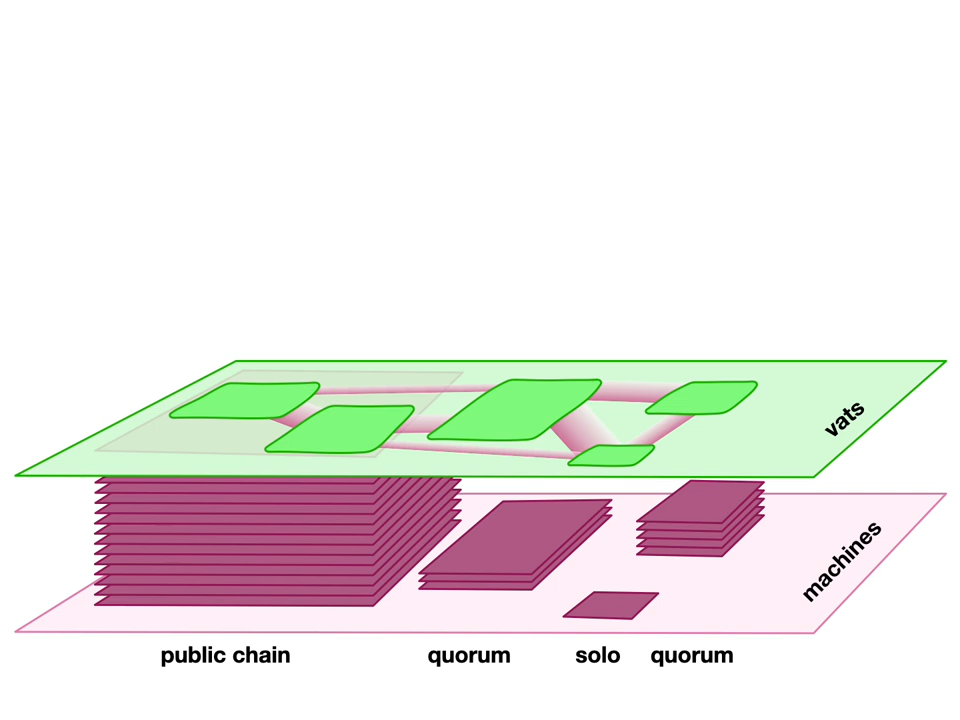 vats
machines
public chain
quorum
solo
quorum